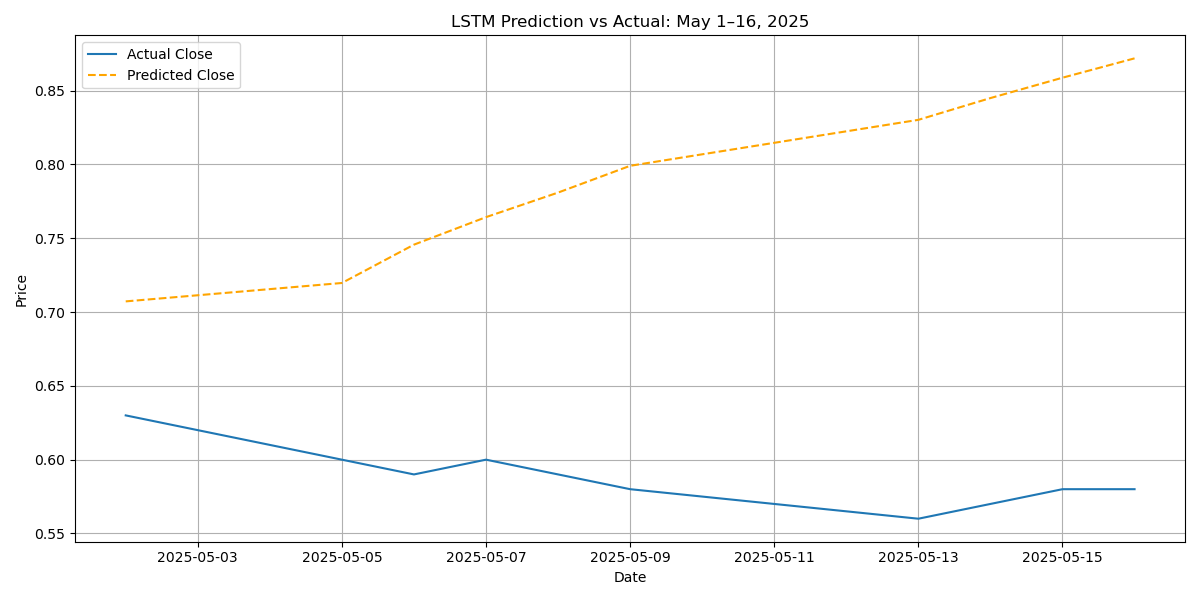 LSTM Prediction vs Actual: May 1–16, 2025
Actual Close
Predicted Close
Price
0.85
0.80
0.75
0.70
0.65
0.60
0.55
2025-05-03
2025-05-05
2025-05-07
2025-05-09
2025-05-11
2025-05-13
2025-05-15
Date